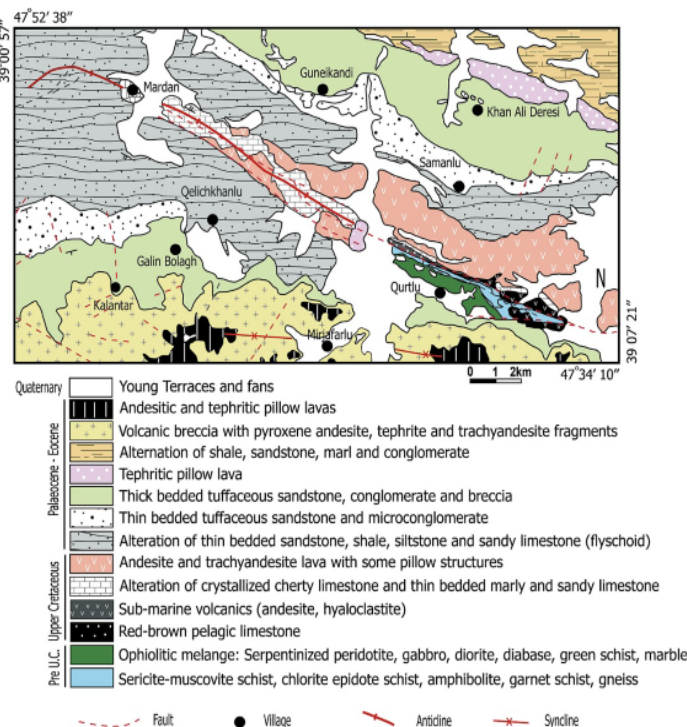 47°52' 38"
39°00' 57"
Guneikandi
Mardan
Khan Ali Deresi
Samanlu
Qelichkhanlu
Galin Bolagh
N
Qurtlu
Kalantar
Miriafarlu
39 07' 21"
0 1 2km
47°34' 10"
Quaternary
Young Terraces and fans
Palaeocene - Eocene
Andesitic and tephritic pillow lavas
Volcanic breccia with pyroxene andesite, tephrite and trachyandesite fragments
Alternation of shale, sandstone, marl and conglomerate
Tephritic pillow lava
Thick bedded tuffaceous sandstone, conglomerate and breccia
Thin bedded tuffaceous sandstone and microconglomerate
Alteration of thin bedded sandstone, shale, siltstone and sandy limestone (flyschoid)
Upper Cretaceous
Andesite and trachyandesite lava with some pillow structures
Alteration of crystallized cherty limestone and thin bedded marly and sandy limestone
Sub-marine volcanics (andesite, hyaloclastite)
Red-brown pelagic limestone
Pre U.C.
Ophiolitic melange: Serpentinized peridotite, gabbro, diorite, diabase, green schist, marble
Sericite-muscovite schist, chlorite epidote schist, amphibolite, garnet schist, gneiss
Fault Village Anticline Syncline